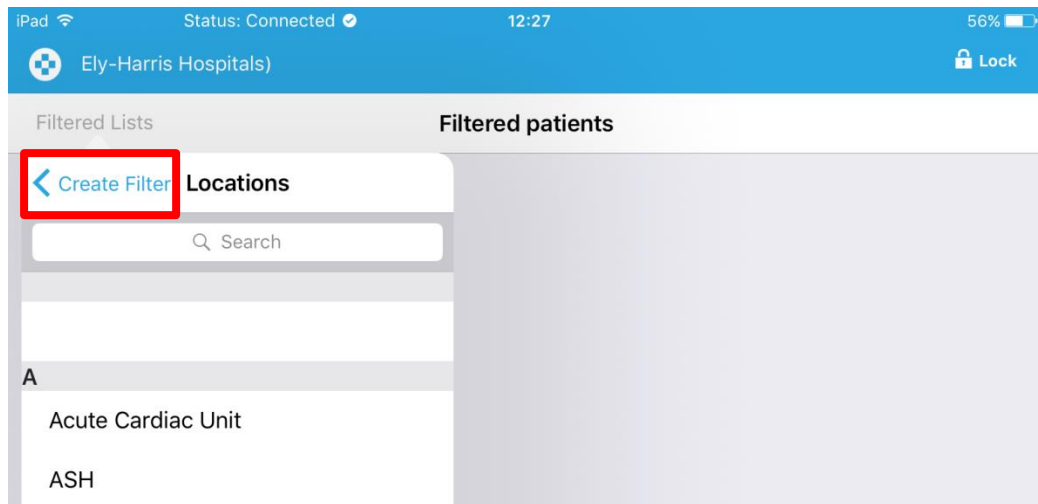 iPad Status: Connected 12:27 56%
Ely-Harris Hospitals) Lock
Filtered Lists Filtered patients
Create Filter Locations
Search
A
Acute Cardiac Unit
ASH